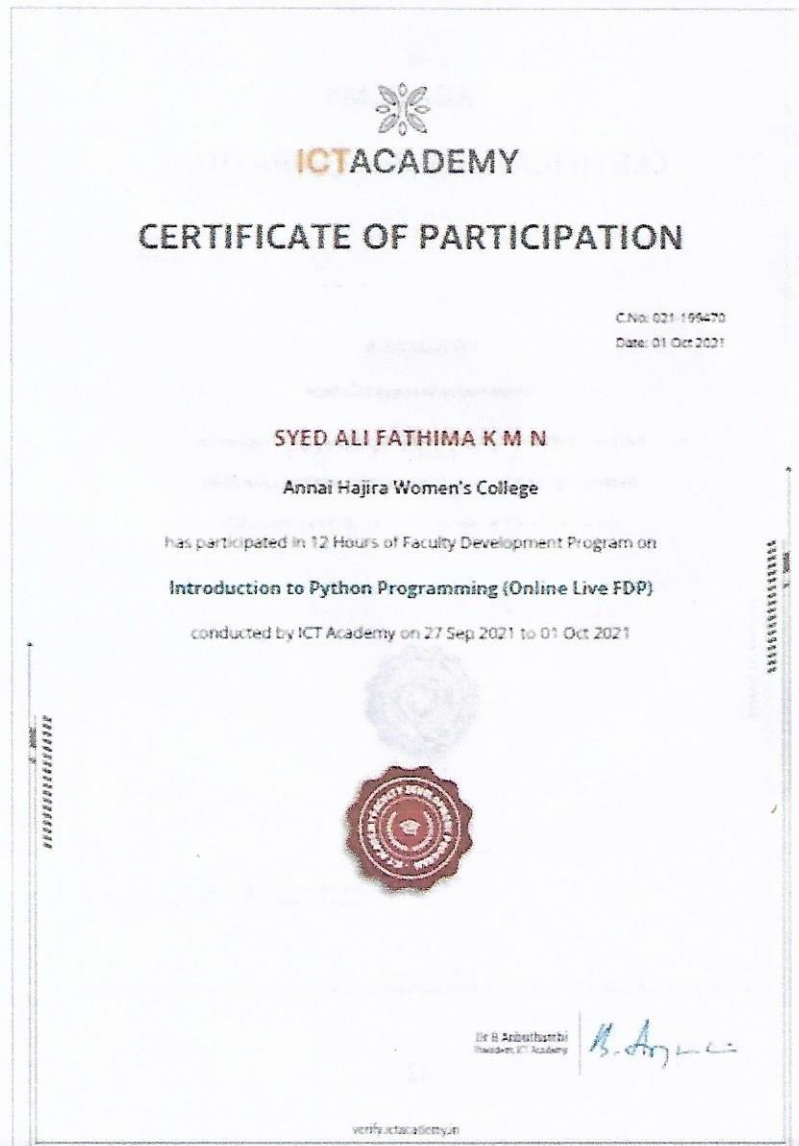 ICTACADEMY
CERTIFICATE OF PARTICIPATION
C.No: 021-199470
Date: 01 Oct 2021
SYED ALI FATHIMA K M N
Annai Hajira Women's College
has participated in 12 Hours of Faculty Development Program on
Introduction to Python Programming (Online Live FDP)
conducted by ICT Academy on 27 Sep 2021 to 01 Oct 2021
Dr B Anbuthambi
President, ICT Academy
verify.ictacademy.in